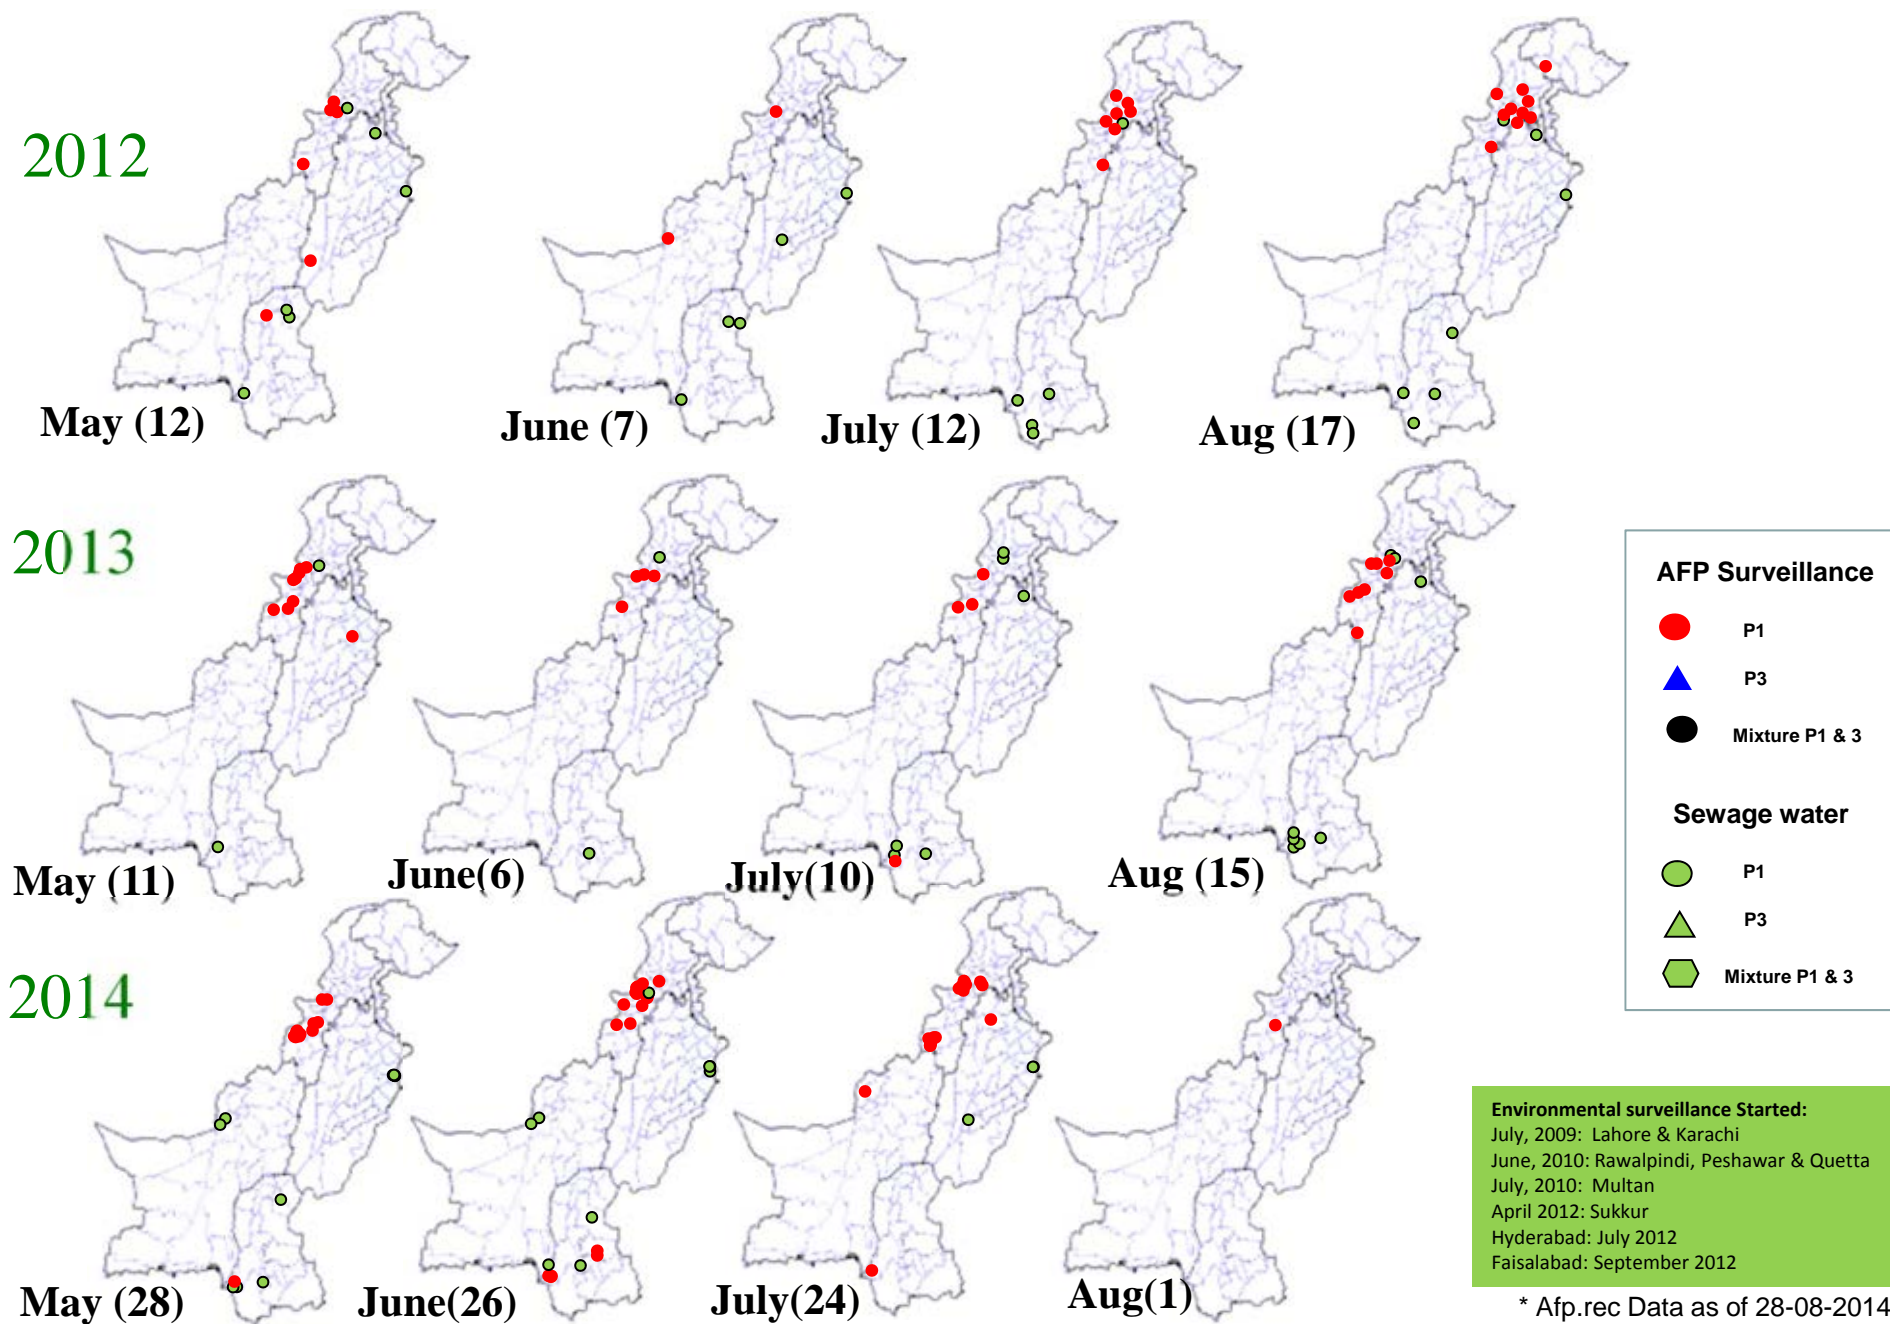 2012
May (12)
June (7)
July (12)
Aug (17)
2013
May (11)
June(6)
July(10)
Aug (15)
2014
May (28)
June(26)
July(24)
Aug(1)
AFP Surveillance
P1
P3
Mixture P1 & 3
Sewage water
P1
P3
Mixture P1 & 3
Environmental surveillance Started:
July, 2009: Lahore & Karachi
June, 2010: Rawalpindi, Peshawar & Quetta
July, 2010: Multan
April 2012: Sukkur
Hyderabad: July 2012
Faisalabad: September 2012
* Afp.rec Data as of 28-08-2014